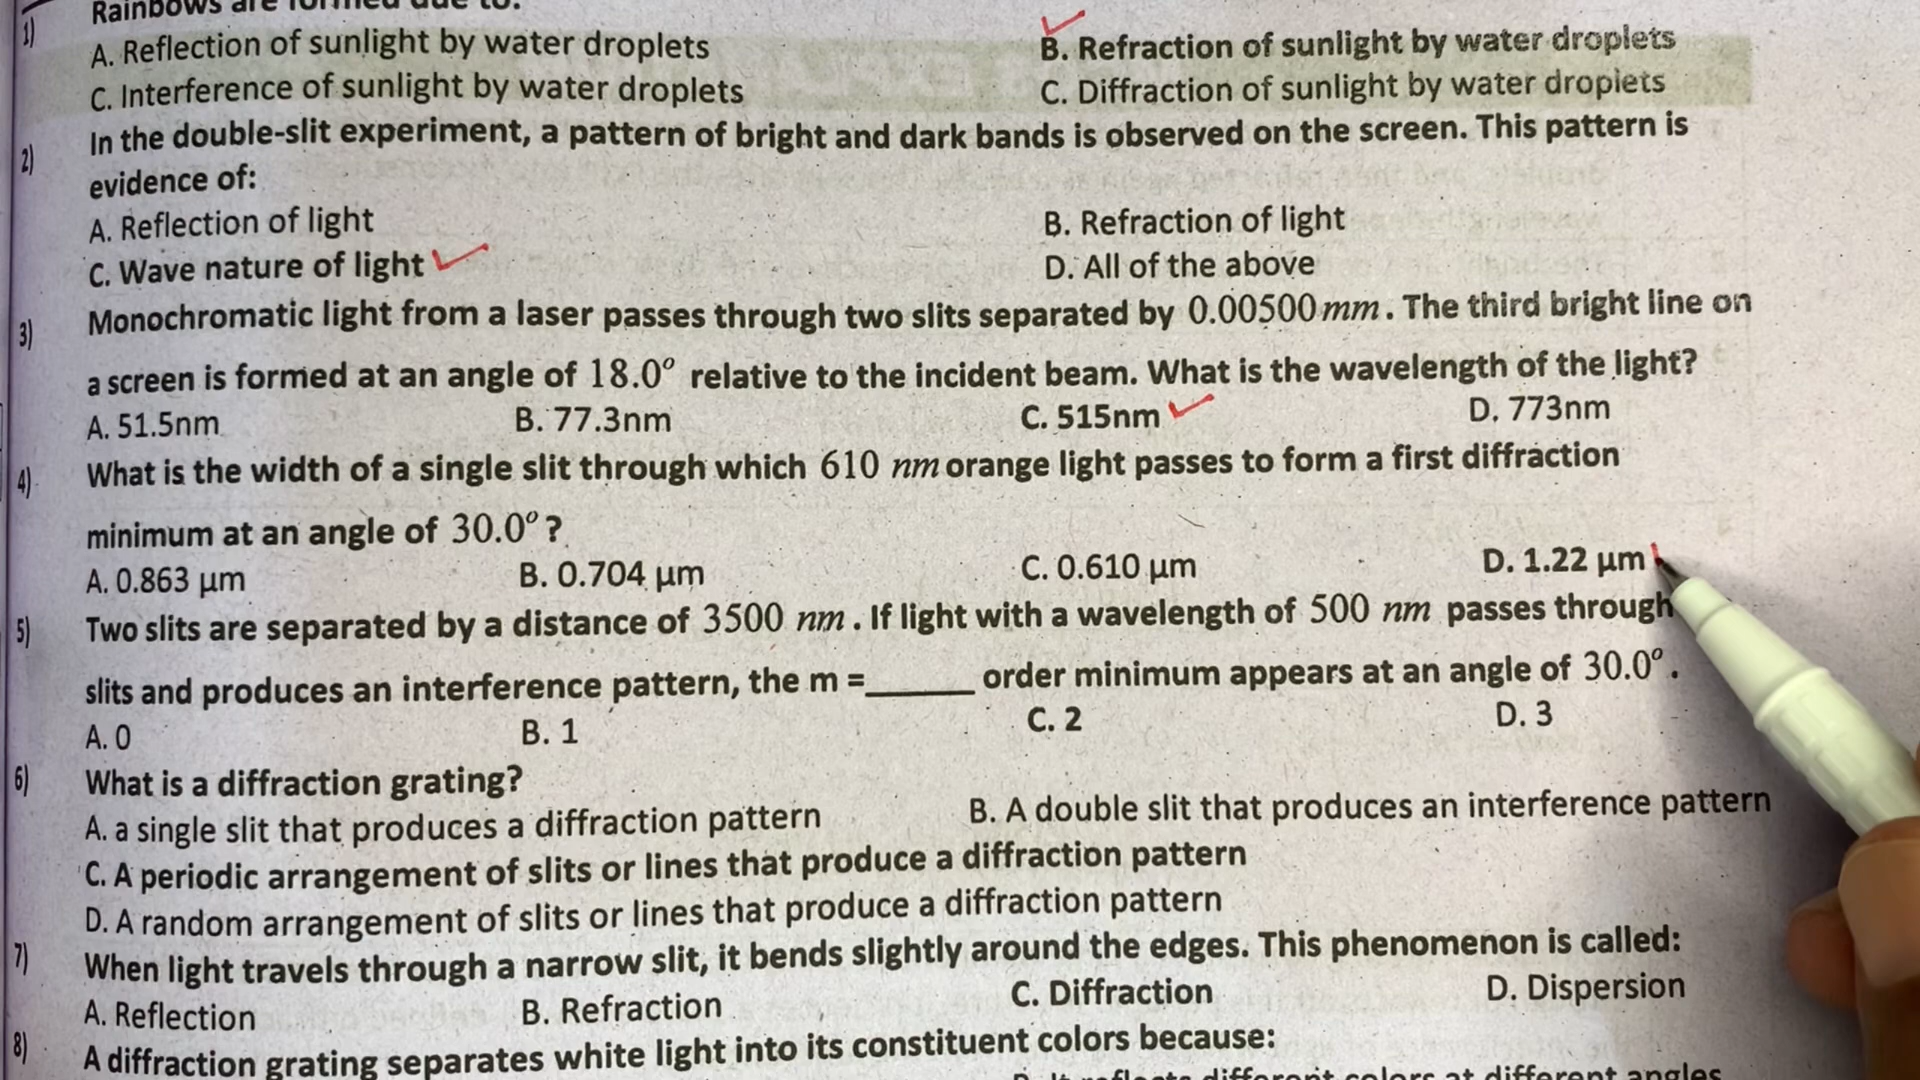 1) Rainbows are formed due to:
A. Reflection of sunlight by water droplets B. Refraction of sunlight by water droplets
C. Interference of sunlight by water droplets C. Diffraction of sunlight by water droplets
2) In the double-slit experiment, a pattern of bright and dark bands is observed on the screen. This pattern is
evidence of:
A. Reflection of light B. Refraction of light
C. Wave nature of light D. All of the above
3) Monochromatic light from a laser passes through two slits separated by 0.00500 mm. The third bright line on
a screen is formed at an angle of 18.0° relative to the incident beam. What is the wavelength of the light?
A. 51.5nm B. 77.3nm C. 515nm D. 773nm
4) What is the width of a single slit through which 610 nm orange light passes to form a first diffraction
minimum at an angle of 30.0°?
A. 0.863 µm B. 0.704 µm C. 0.610 µm D. 1.22 µm
5) Two slits are separated by a distance of 3500 nm. If light with a wavelength of 500 nm passes through
slits and produces an interference pattern, the m =______ order minimum appears at an angle of 30.0°.
A. 0 B. 1 C. 2 D. 3
6) What is a diffraction grating?
A. a single slit that produces a diffraction pattern B. A double slit that produces an interference pattern
C. A periodic arrangement of slits or lines that produce a diffraction pattern
D. A random arrangement of slits or lines that produce a diffraction pattern
7) When light travels through a narrow slit, it bends slightly around the edges. This phenomenon is called:
A. Reflection B. Refraction C. Diffraction D. Dispersion
8) A diffraction grating separates white light into its constituent colors because:
different colors at different angles